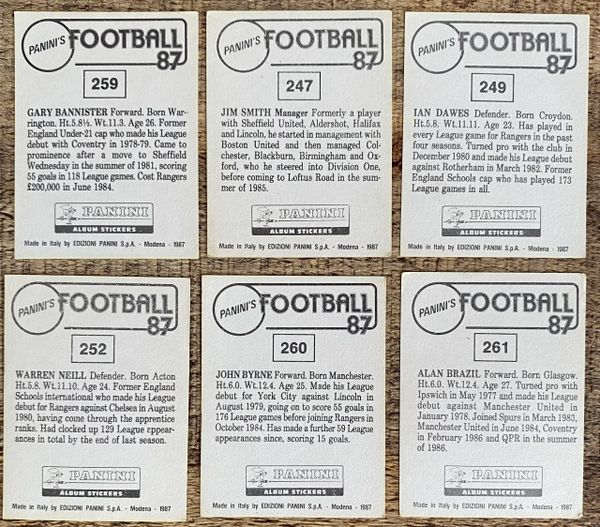 PANINI'S FOOTBALL 87
259
GARY BANNISTER Forward. Born War-
rington. Ht.5.8½. Wt.11.3. Age 26. Former
England Under-21 cap who made his League
debut with Coventry in 1978-79. Came to
prominence after a move to Sheffield
Wednesday in the summer of 1981, scoring
55 goals in 118 League games. Cost Rangers
£200,000 in June 1984.
PANINI
ALBUM STICKERS
Made in Italy by EDIZIONI PANINI S.p.A. - Modena - 1987
PANINI'S FOOTBALL 87
247
JIM SMITH Manager Formerly a player
with Sheffield United, Aldershot, Halifax
and Lincoln, he started in management with
Boston United and then managed Col-
chester, Blackburn, Birmingham and Ox-
ford, who he steered into Division One,
before coming to Loftus Road in the sum-
mer of 1985.
PANINI
ALBUM STICKERS
Made in Italy by EDIZIONI PANINI S.p.A. - Modena - 1987
PANINI'S FOOTBALL 87
249
IAN DAWES Defender. Born Croydon.
Ht.5.8. Wt.11.11. Age 23. Has played in
every League game for Rangers in the past
four seasons. Turned pro with the club in
December 1980 and made his League debut
against Rotherham in March 1982. Former
England Schools cap who has played 173
League games in all.
PANINI
ALBUM STICKERS
Made in Italy by EDIZIONI PANINI S.p.A. - Modena - 1987
PANINI'S FOOTBALL 87
252
WARREN NEILL Defender. Born Acton
Ht.5.8. Wt.11.10. Age 24. Former England
Schools international who made his League
debut for Rangers against Chelsea in August
1980, having come through the apprentice
ranks. Had clocked up 129 League eppear-
ances in total by the end of last season.
PANINI
ALBUM STICKERS
Made in Italy by EDIZIONI PANINI S.p.A. - Modena - 1987
PANINI'S FOOTBALL 87
260
JOHN BYRNE Forward. Born Manchester.
Ht.6.0. Wt.12.4. Age 25. Made his League
debut for York City against Lincoln in
August 1979, going on to score 55 goals in
176 League games before joining Rangers in
October 1984. Has made a further 59 League
appearances since, scoring 15 goals.
PANINI
ALBUM STICKERS
Made in Italy by EDIZIONI PANINI S.p.A. - Modena - 1987
PANINI'S FOOTBALL 87
261
ALAN BRAZIL Forward. Born Glasgow.
Ht.6.0. Wt.12.4. Age 27. Turned pro with
Ipswich in May 1977 and made his League
debut against Manchester United in
January 1978. Joined Spurs in March 1983,
Manchester United in June 1984, Coventry
in February 1986 and QPR in the summer
of 1986.
PANINI
ALBUM STICKERS
Made in Italy by EDIZIONI PANINI S.p.A. - Modena - 1987